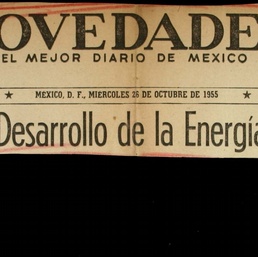 OVEDADE
EL MEJOR DIARIO DE MEXICO
★ MEXICO, D. F., MIERCOLES 26 DE OCTUBRE DE 1955 ★
Desarrollo de la Energía